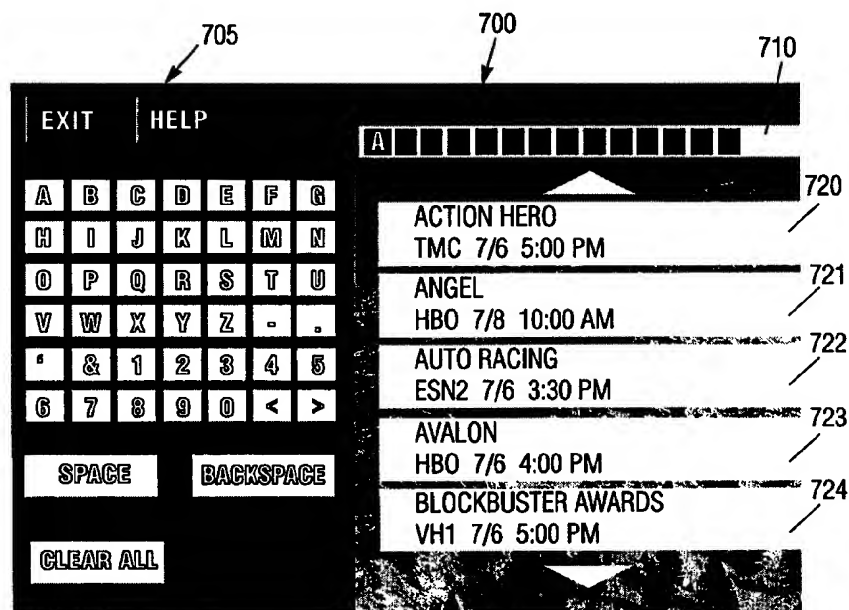 705
700
710
EXIT HELP
A
A B C D E F G
H I J K L M N
O P Q R S T U
V W X Y Z - .
‘ & 1 2 3 4 5
6 7 8 9 0 < >
SPACE BACKSPACE
CLEAR ALL
720
ACTION HERO
TMC 7/6 5:00 PM
721
ANGEL
HBO 7/8 10:00 AM
722
AUTO RACING
ESN2 7/6 3:30 PM
723
AVALON
HBO 7/6 4:00 PM
724
BLOCKBUSTER AWARDS
VH1 7/6 5:00 PM